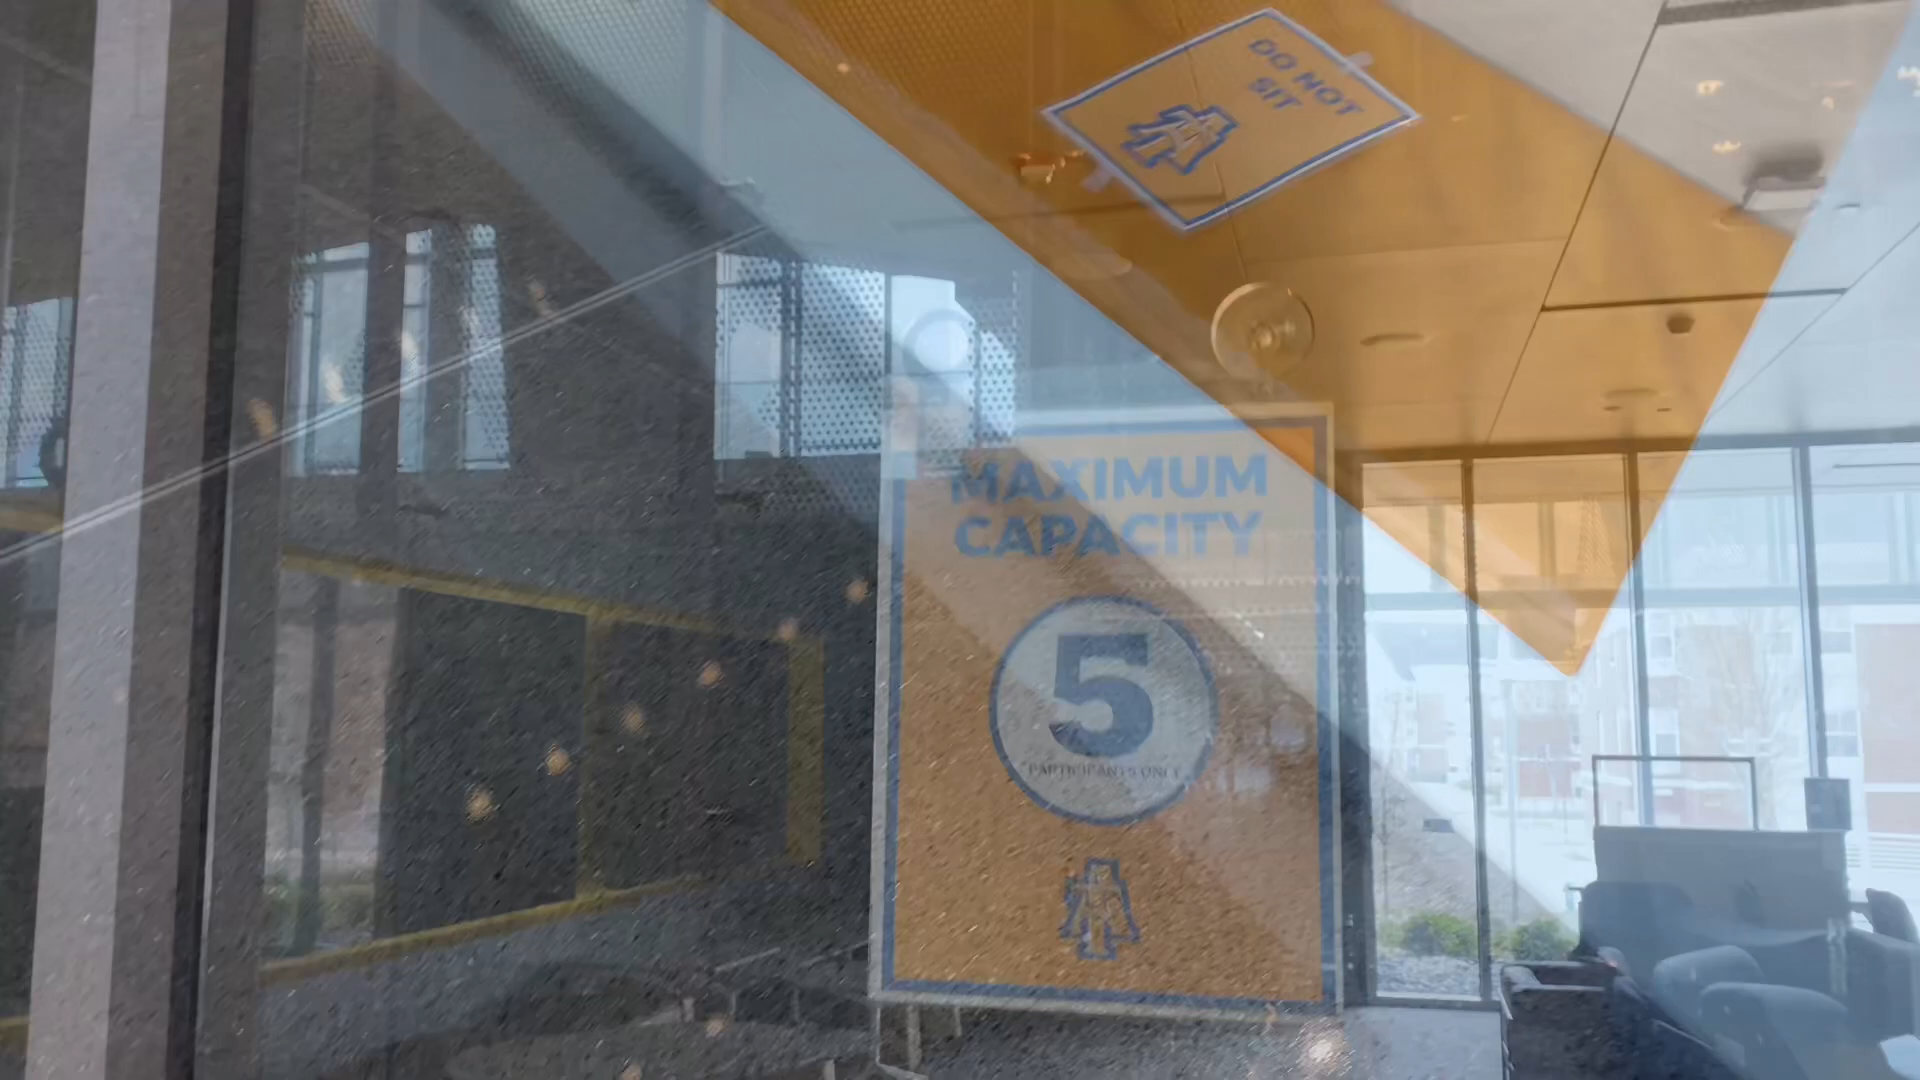 DO NOT
SIT
MAXIMUM
CAPACITY
5
PARTICIPANTS ONLY